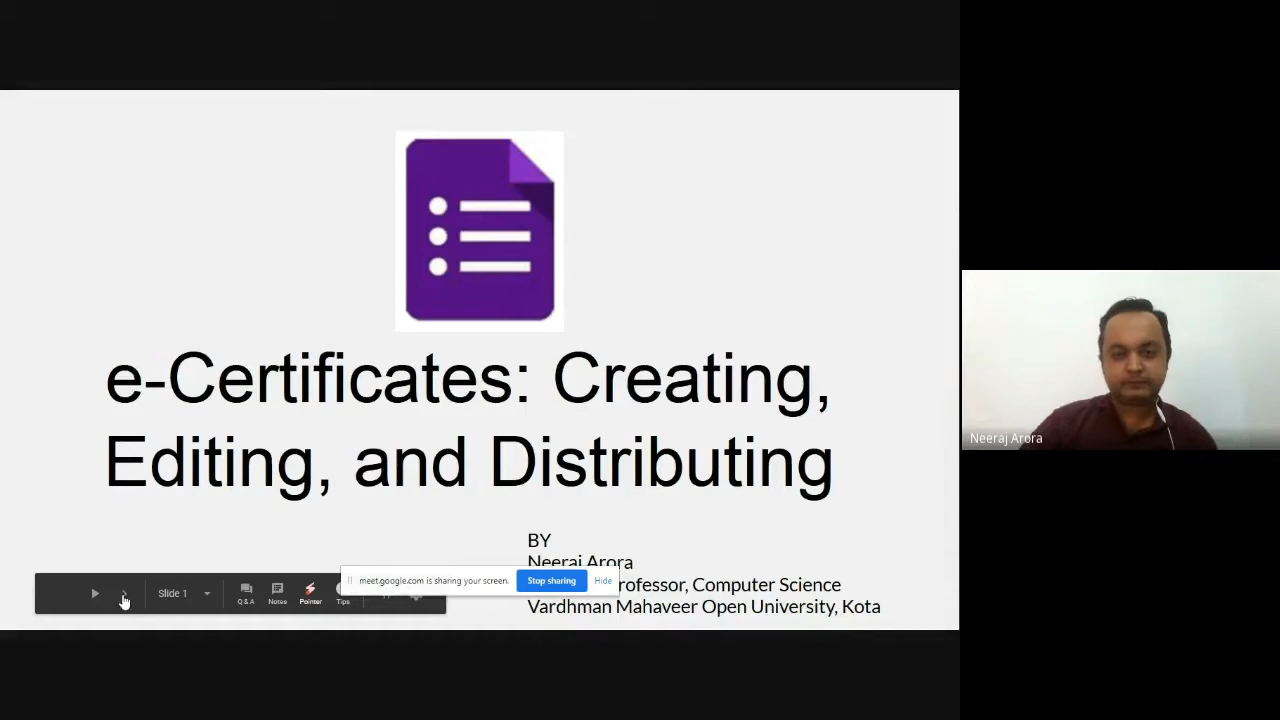 e-Certificates: Creating,
Editing, and Distributing
BY
Neeraj Arora
rofessor, Computer Science
Vardhman Mahaveer Open University, Kota
meet.google.com is sharing your screen.
Stop sharing
Hide
Slide 1
Q & A
Notes
Pointer
Tips
Neeraj Arora